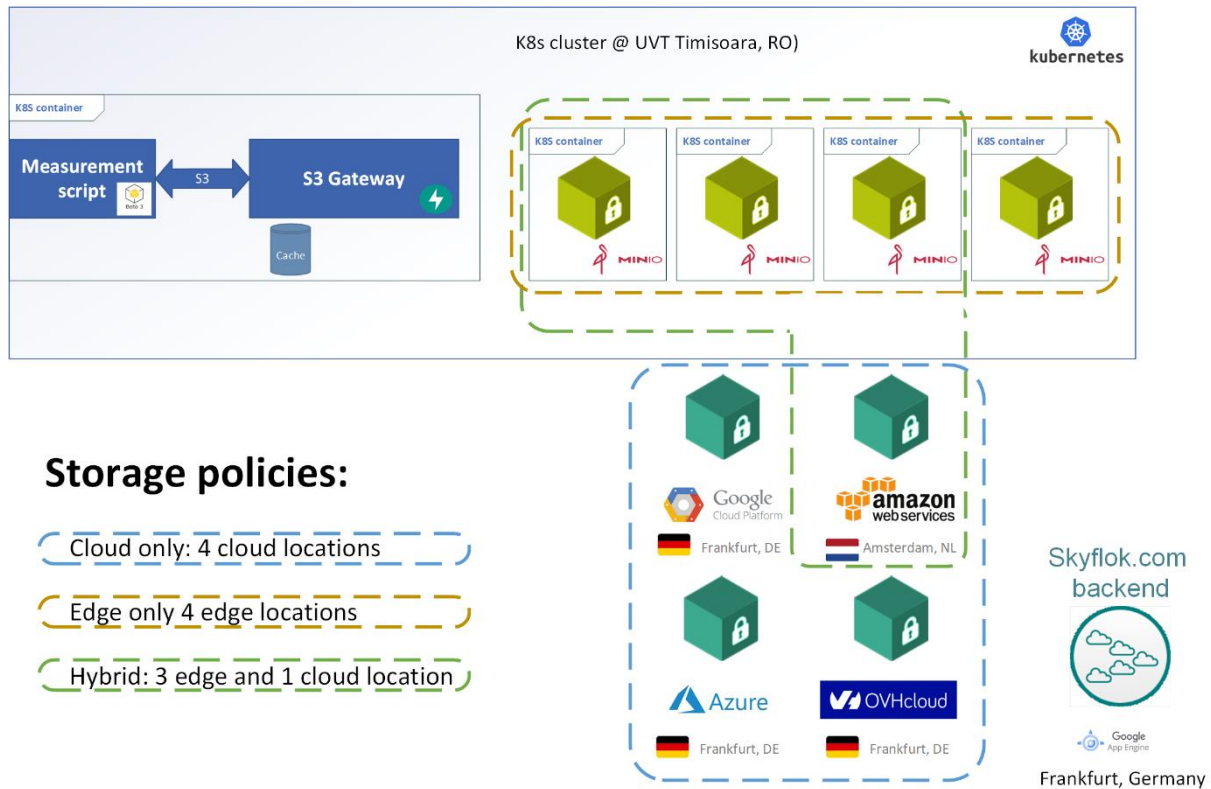 K8s cluster @ UVT Timisoara, RO)
kubernetes
K8S container
Measurement
script
Boto 3
S3
S3 Gateway
Cache
K8S container
K8S container
K8S container
K8S container
MINIO
MINIO
MINIO
MINIO
Storage policies:
Cloud only: 4 cloud locations
Edge only 4 edge locations
Hybrid: 3 edge and 1 cloud location
Google
Cloud Platform
Frankfurt, DE
amazon
webservices
Amsterdam, NL
Azure
Frankfurt, DE
OVHcloud
Frankfurt, DE
Skyflok.com
backend
Google
App Engine
Frankfurt, Germany